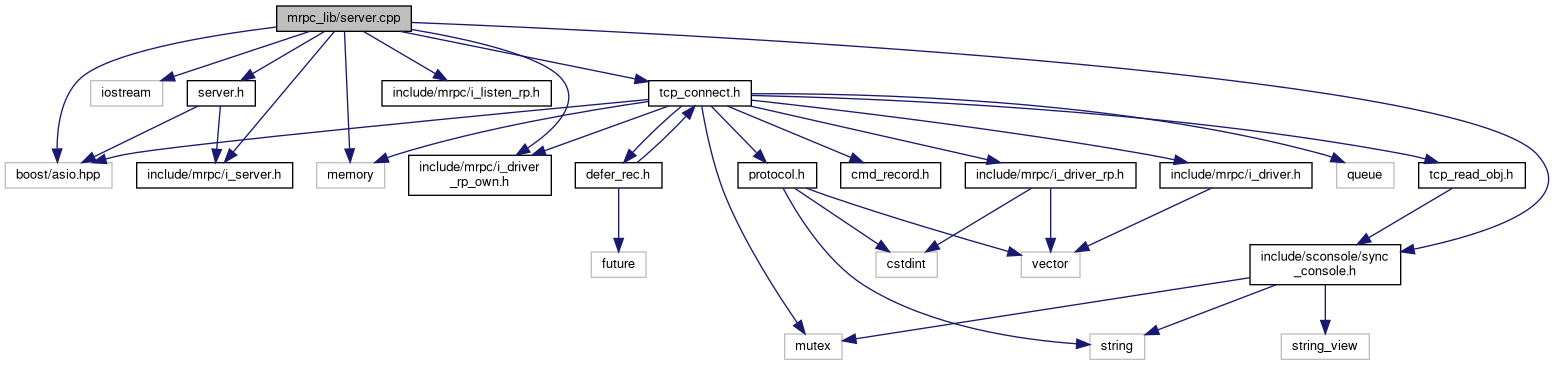 mrpc_lib/server.cpp
iostream
server.h
include/mrpc/i_listen_rp.h
tcp_connect.h
boost/asio.hpp
include/mrpc/i_server.h
memory
include/mrpc/i_driver
_rp_own.h
defer_rec.h
protocol.h
cmd_record.h
include/mrpc/i_driver_rp.h
include/mrpc/i_driver.h
queue
tcp_read_obj.h
future
cstdint
vector
include/sconsole/sync
_console.h
mutex
string
string_view